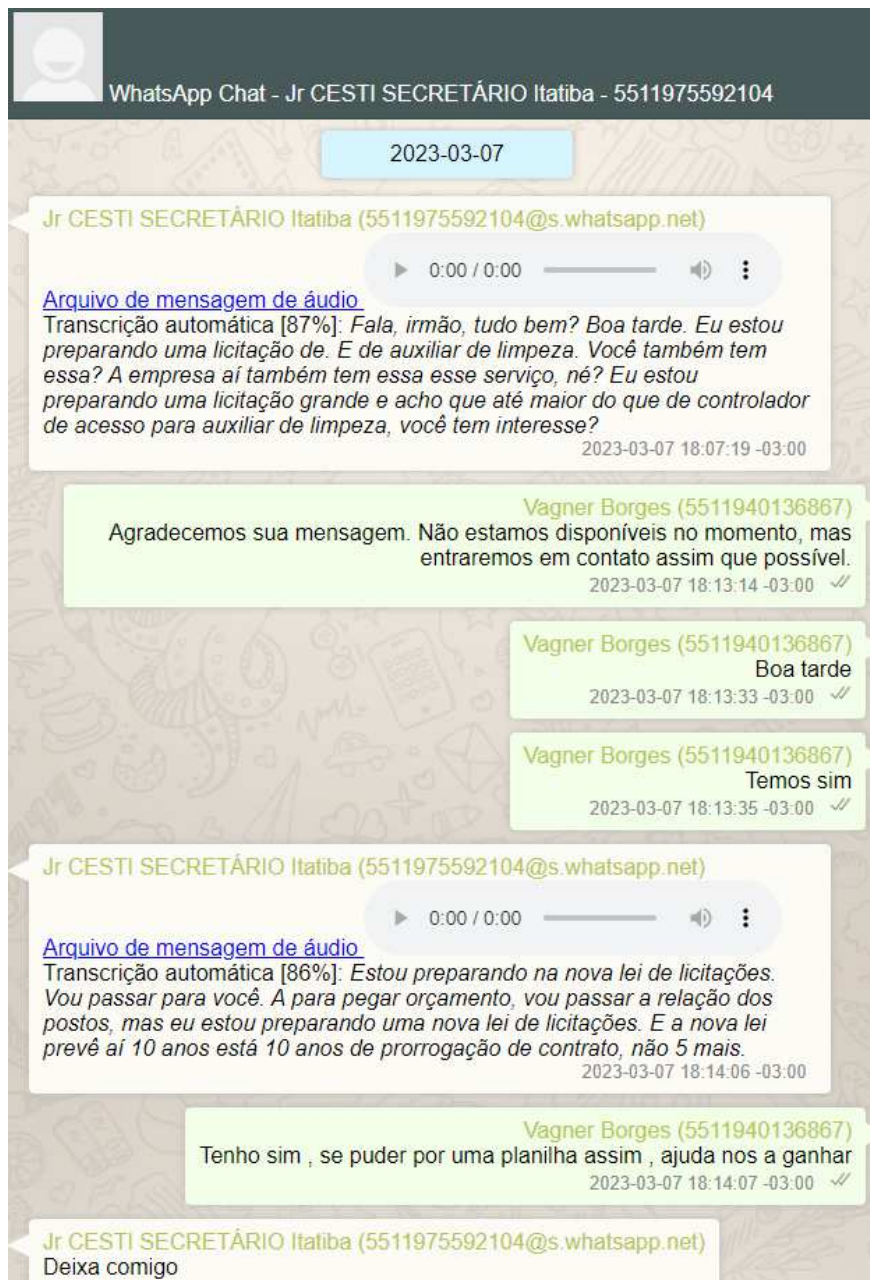 WhatsApp Chat - Jr CESTI SECRETÁRIO Itatiba - 5511975592104
2023-03-07
Jr CESTI SECRETÁRIO Itatiba (5511975592104@s.whatsapp.net)
0:00 / 0:00
Arquivo de mensagem de áudio
Transcrição automática [87%]: Fala, irmão, tudo bem? Boa tarde. Eu estou
preparando uma licitação de. E de auxiliar de limpeza. Você também tem
essa? A empresa aí também tem essa esse serviço, né? Eu estou
preparando uma licitação grande e acho que até maior do que de controlador
de acesso para auxiliar de limpeza, você tem interesse?
2023-03-07 18:07:19 -03:00
Vagner Borges (5511940136867)
Agradecemos sua mensagem. Não estamos disponíveis no momento, mas
entraremos em contato assim que possível.
2023-03-07 18:13:14 -03:00
Vagner Borges (5511940136867)
Boa tarde
2023-03-07 18:13:33 -03:00
Vagner Borges (5511940136867)
Temos sim
2023-03-07 18:13:35 -03:00
Jr CESTI SECRETÁRIO Itatiba (5511975592104@s.whatsapp.net)
0:00 / 0:00
Arquivo de mensagem de áudio
Transcrição automática [86%]: Estou preparando na nova lei de licitações.
Vou passar para você. A para pegar orçamento, vou passar a relação dos
postos, mas eu estou preparando uma nova lei de licitações. E a nova lei
prevê aí 10 anos está 10 anos de prorrogação de contrato, não 5 mais.
2023-03-07 18:14:06 -03:00
Vagner Borges (5511940136867)
Tenho sim , se puder por uma planilha assim , ajuda nos a ganhar
2023-03-07 18:14:07 -03:00
Jr CESTI SECRETÁRIO Itatiba (5511975592104@s.whatsapp.net)
Deixa comigo